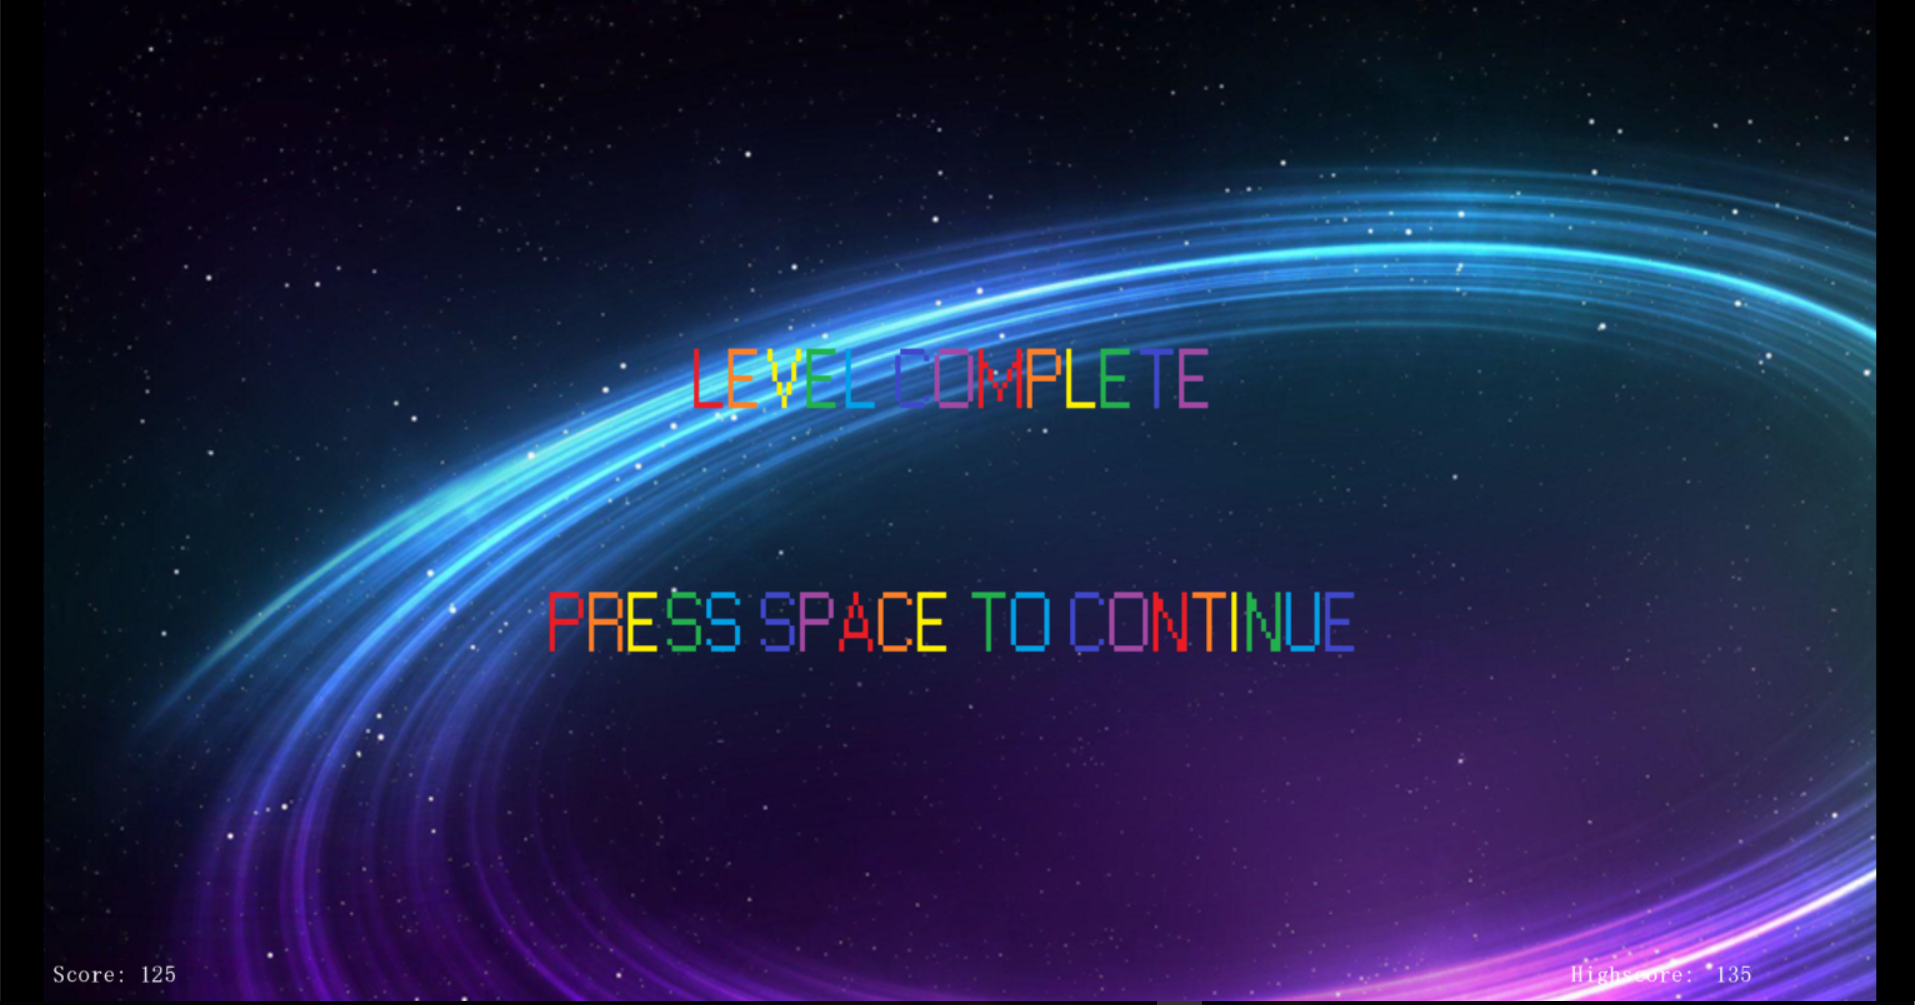 LEVEL COMPLETE
PRESS SPACE TO CONTINUE
Score: 125
Highscore: 135